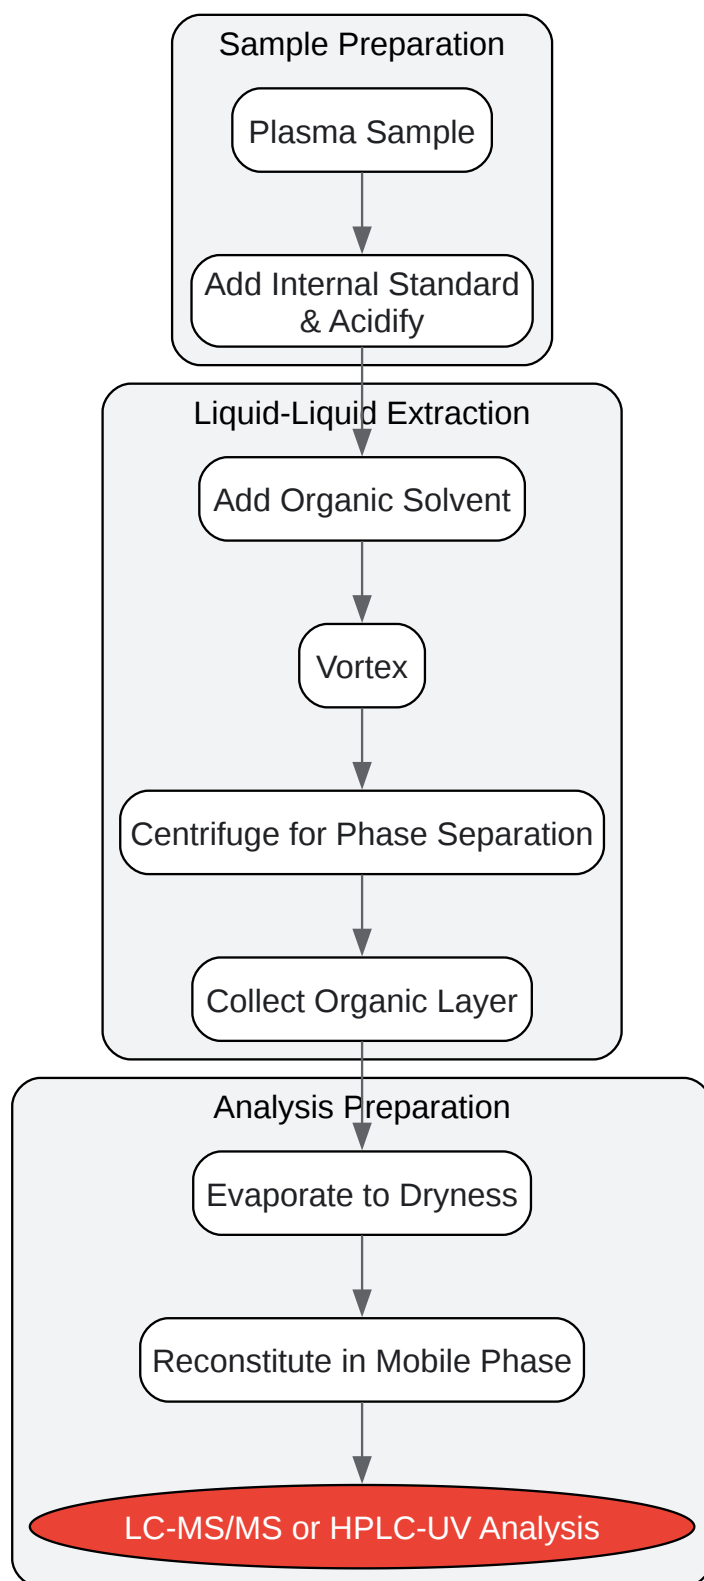 Sample Preparation
Plasma Sample
Add Internal Standard
& Acidify
Liquid-Liquid Extraction
Add Organic Solvent
Vortex
Centrifuge for Phase Separation
Collect Organic Layer
Analysis Preparation
Evaporate to Dryness
Reconstitute in Mobile Phase
LC-MS/MS or HPLC-UV Analysis